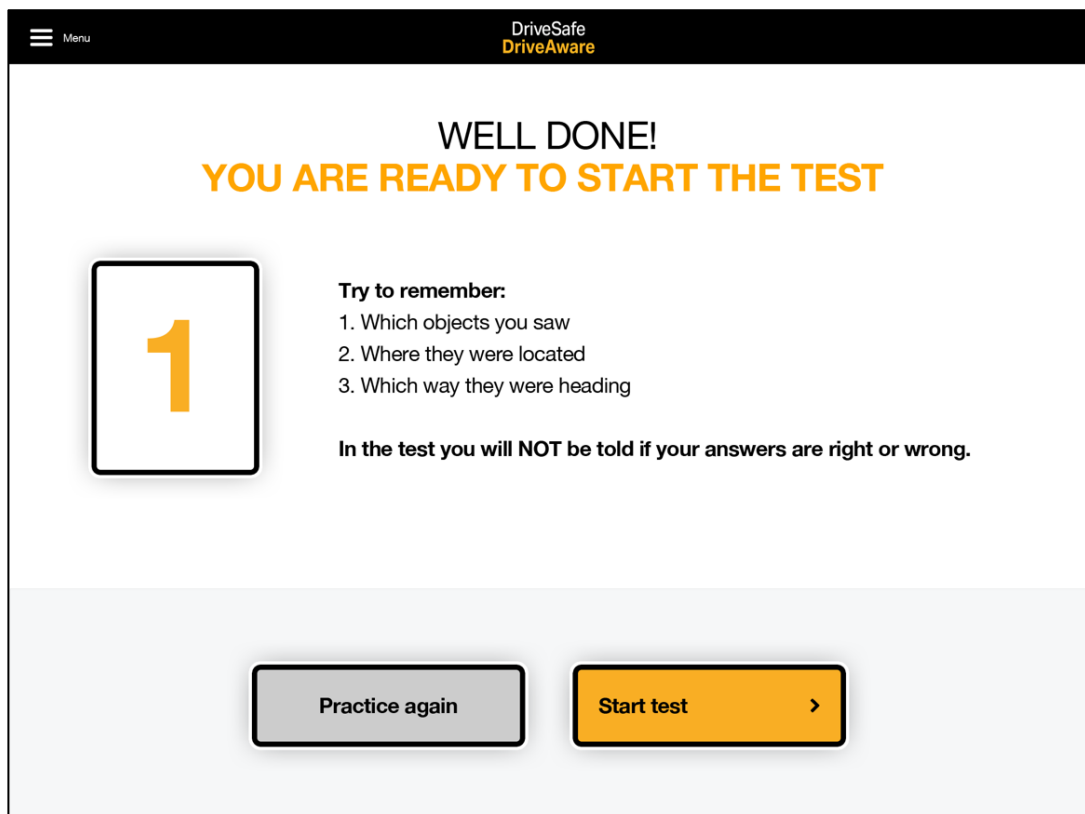 Menu
DriveSafe
DriveAware
WELL DONE!
YOU ARE READY TO START THE TEST
1
Try to remember:
1. Which objects you saw
2. Where they were located
3. Which way they were heading
In the test you will NOT be told if your answers are right or wrong.
Practice again
Start test